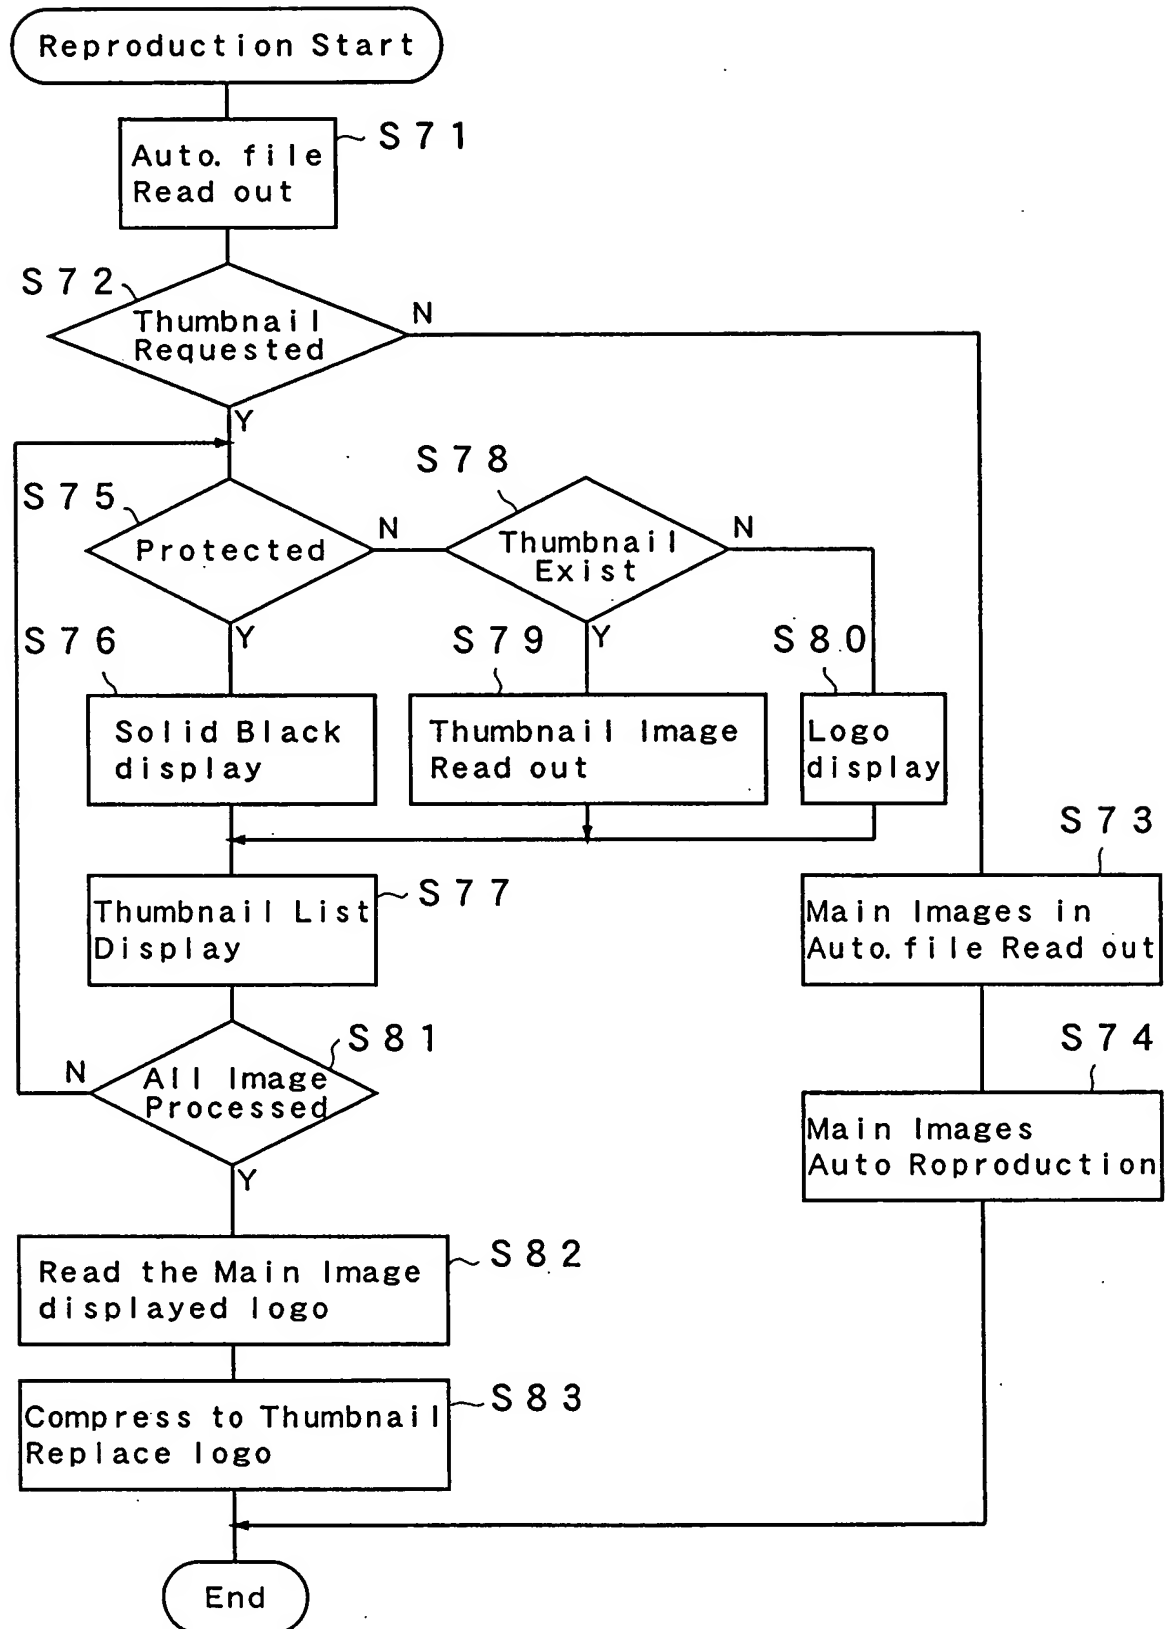 Reproduction Start
S71
Auto. file
Read out
S72
Thumbnail
Requested
N
Y
S78
S75
Protected
N
Thumbnail
Exist
N
S76
Y
S79
Y
S80
Solid Black
display
Thumbnail Image
Read out
Logo
display
S73
S77
Thumbnail List
Display
Main Images in
Auto.file Read out
S81
S74
N
All Image
Processed
Main Images
Auto Roproduction
Y
S82
Read the Main Image
displayed logo
S83
Compress to Thumbnail
Replace logo
End